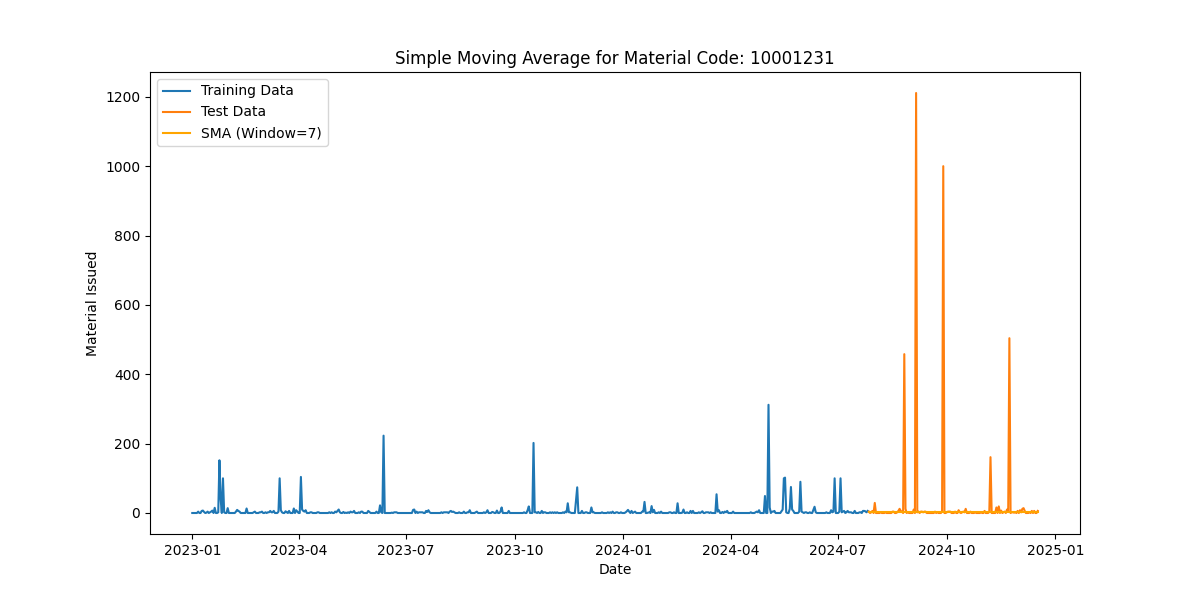 Simple Moving Average for Material Code: 10001231
Training Data
Test Data
SMA (Window=7)
Material Issued
1200
1000
800
600
400
200
0
2023-01
2023-04
2023-07
2023-10
2024-01
2024-04
2024-07
2024-10
2025-01
Date